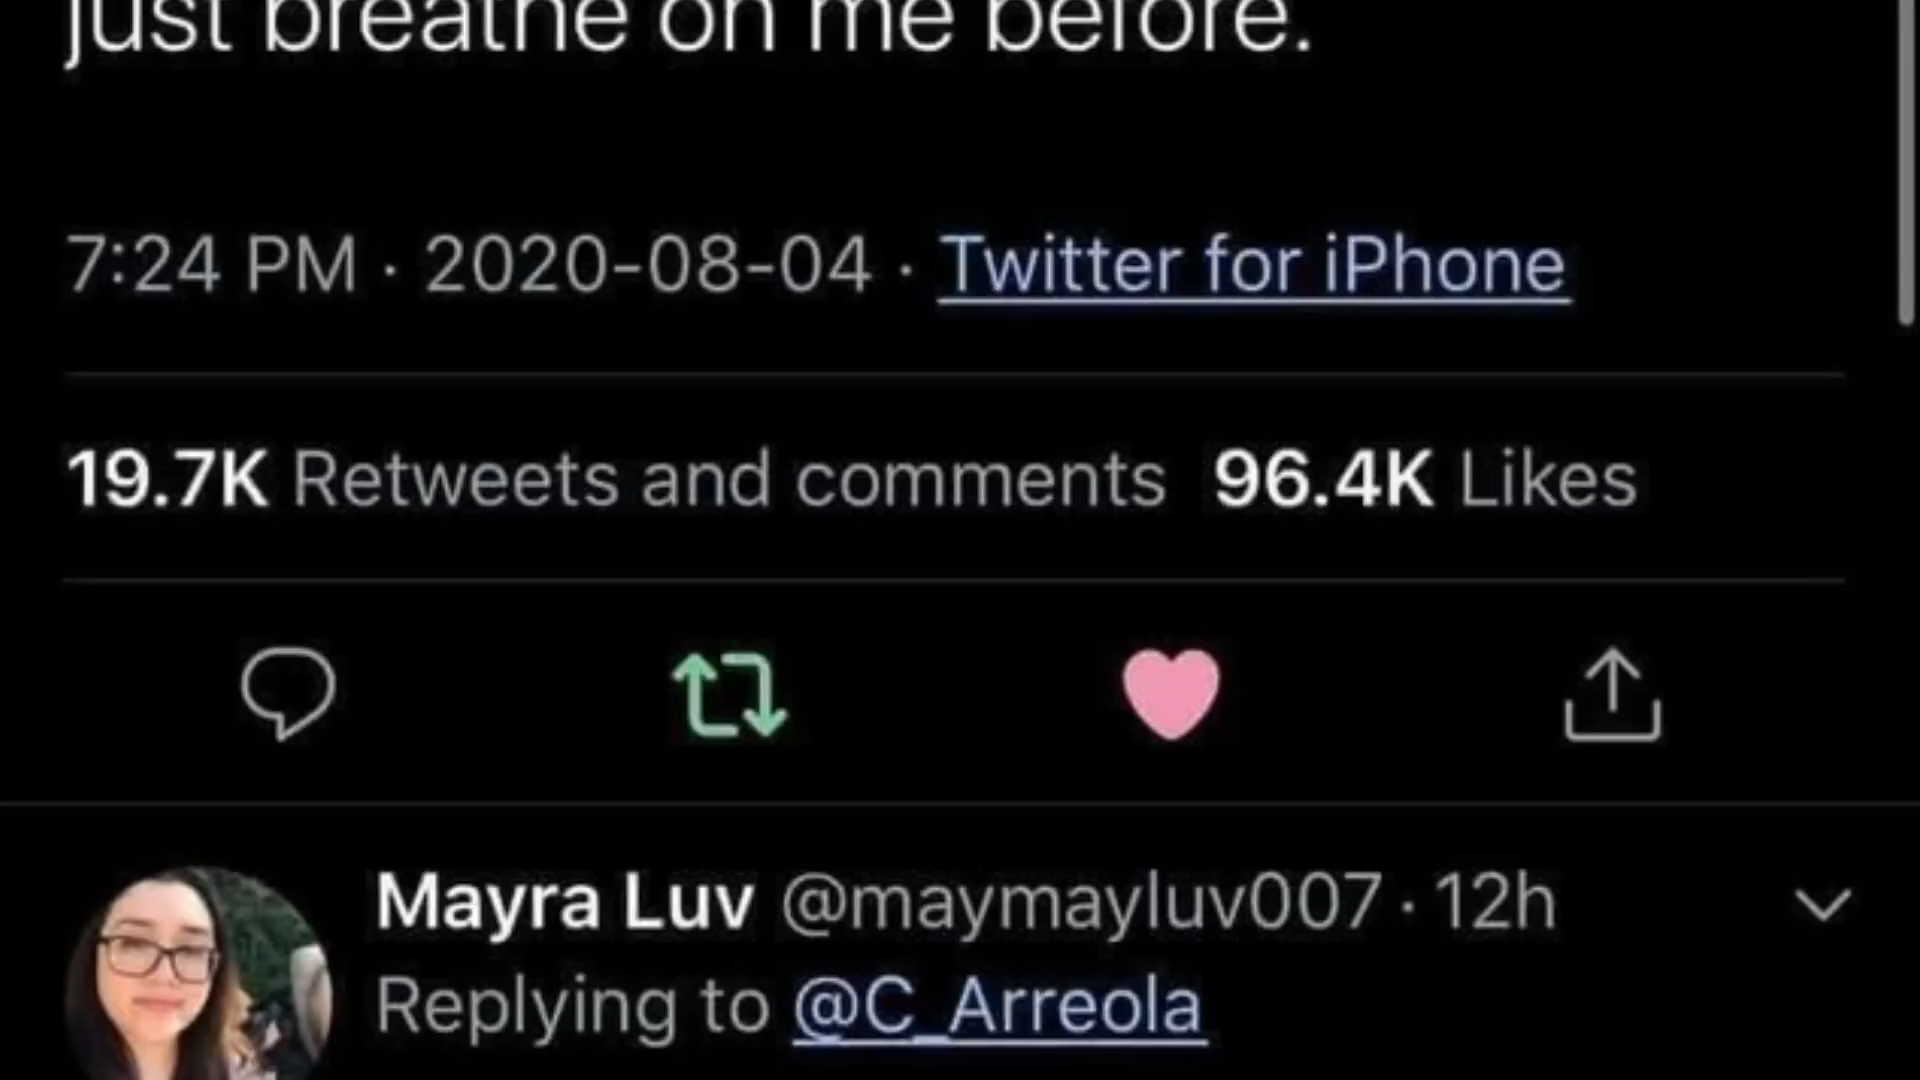 just breathe on me before.
7:24 PM · 2020-08-04 · Twitter for iPhone
19.7K Retweets and comments 96.4K Likes
Mayra Luv @maymayluv007 · 12h
Replying to @C_Arreola